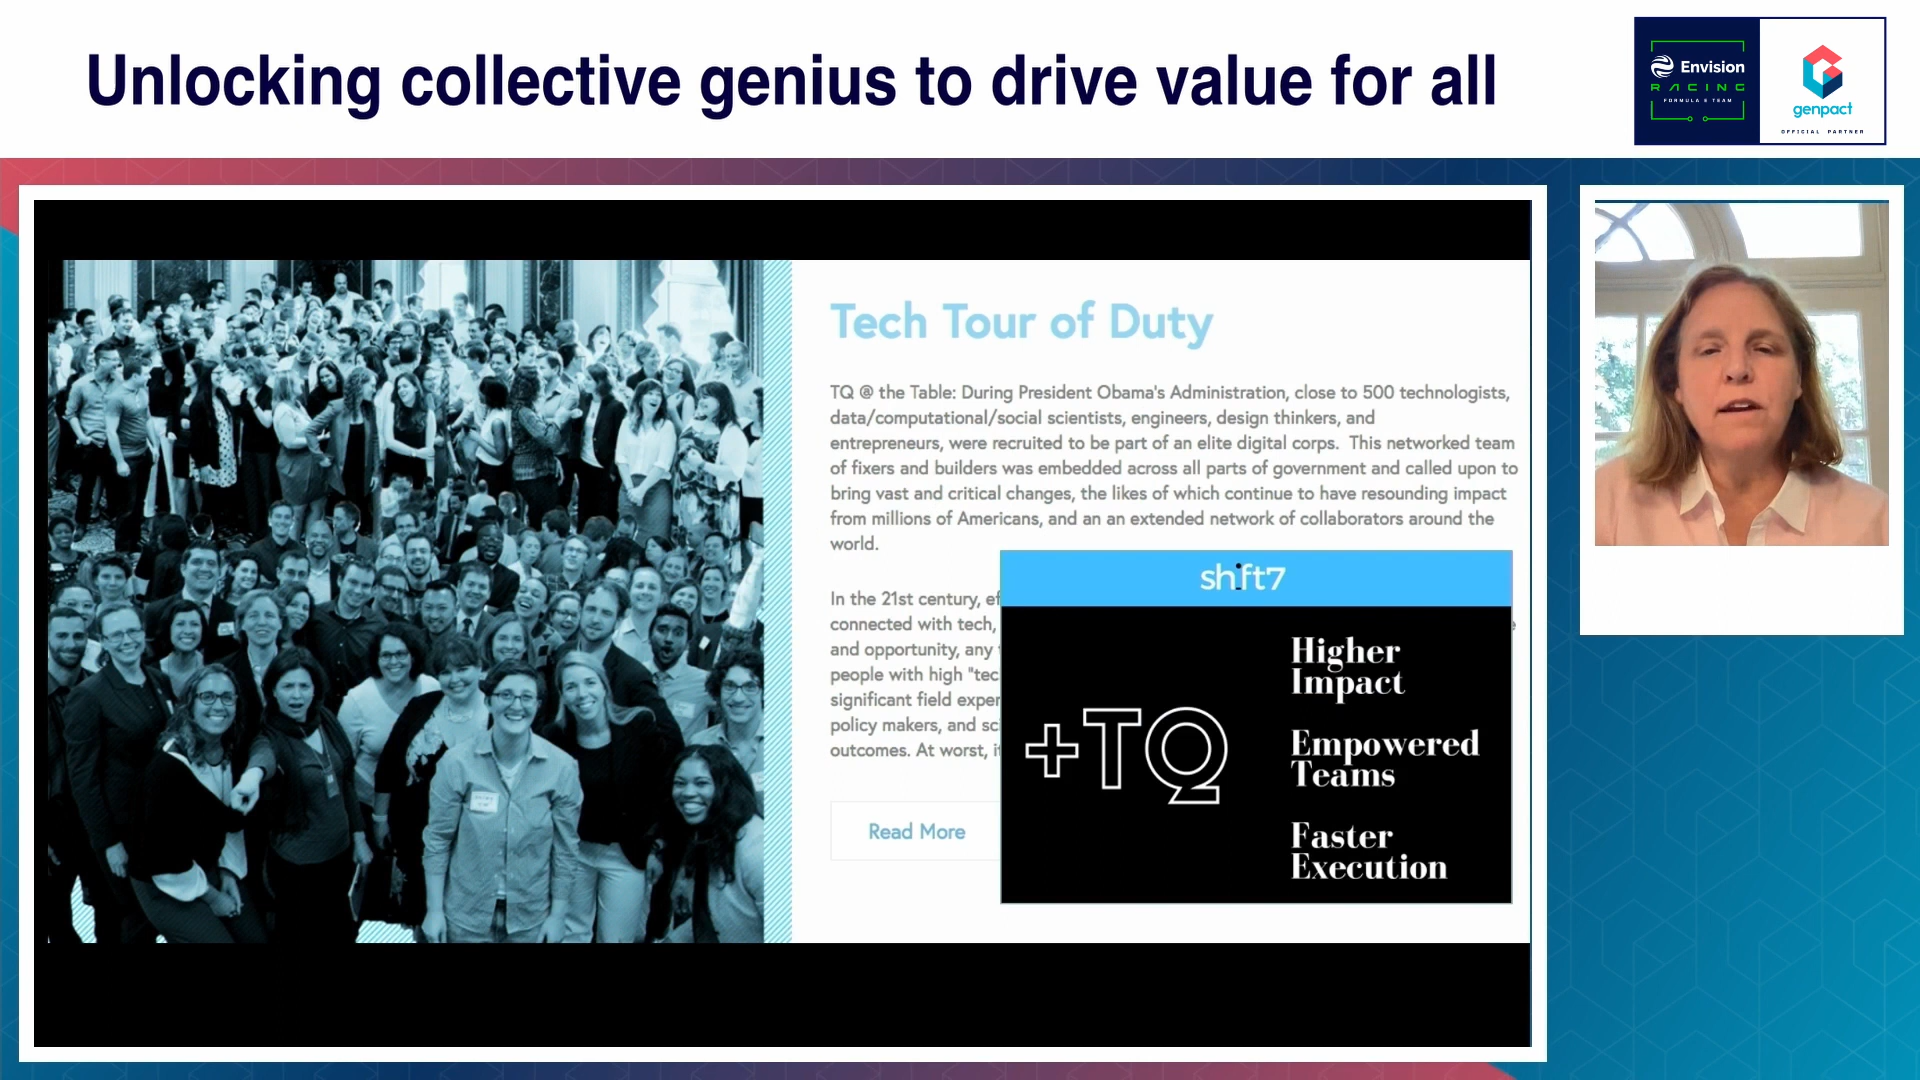 Unlocking collective genius to drive value for all
Envision
RACING
FORMULA E TEAM
genpact
OFFICIAL PARTNER
Tech Tour of Duty
TQ @ the Table: During President Obama's Administration, close to 500 technologists,
data/computational/social scientists, engineers, design thinkers, and
entrepreneurs, were recruited to be part of an elite digital corps. This networked team
of fixers and builders was embedded across all parts of government and called upon to
bring vast and critical changes, the likes of which continue to have resounding impact
from millions of Americans, and an an extended network of collaborators around the
world.
In the 21st century, ef
connected with tech,
and opportunity, any
people with high "tec
significant field exper
policy makers, and sci
outcomes. At worst, it
Read More
shift7
+TQ
Higher
Impact
Empowered
Teams
Faster
Execution